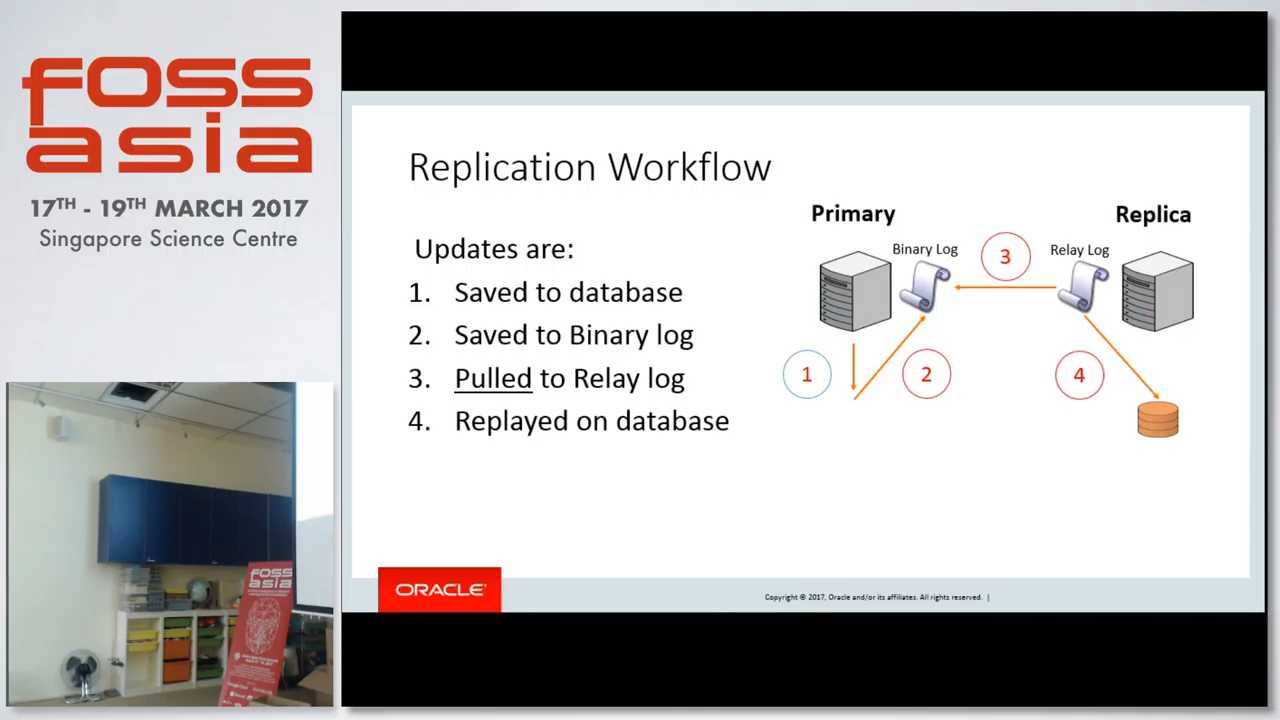 foss
asia
17TH - 19TH MARCH 2017
Singapore Science Centre
Replication Workflow
Updates are:
1. Saved to database
2. Saved to Binary log
3. Pulled to Relay log
4. Replayed on database
Primary
Replica
Binary Log
3
Relay Log
1
2
4
ORACLE
Copyright © 2017, Oracle and/or its affiliates. All rights reserved. |
FOSS
ASIA